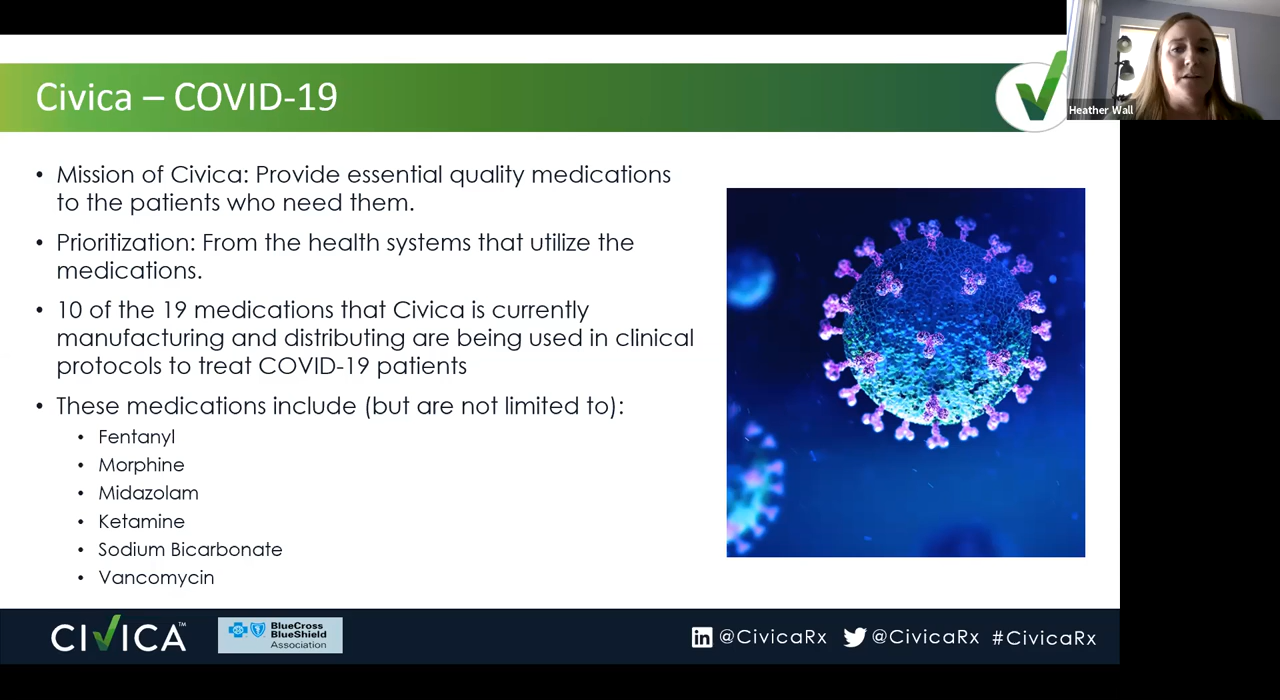 Civica – COVID-19
Heather Wall
• Mission of Civica: Provide essential quality medications
to the patients who need them.
• Prioritization: From the health systems that utilize the
medications.
• 10 of the 19 medications that Civica is currently
manufacturing and distributing are being used in clinical
protocols to treat COVID-19 patients
• These medications include (but are not limited to):
• Fentanyl
• Morphine
• Midazolam
• Ketamine
• Sodium Bicarbonate
• Vancomycin
CIVICA™
BlueCross
BlueShield
Association
in @CivicaRx @CivicaRx #CivicaRx